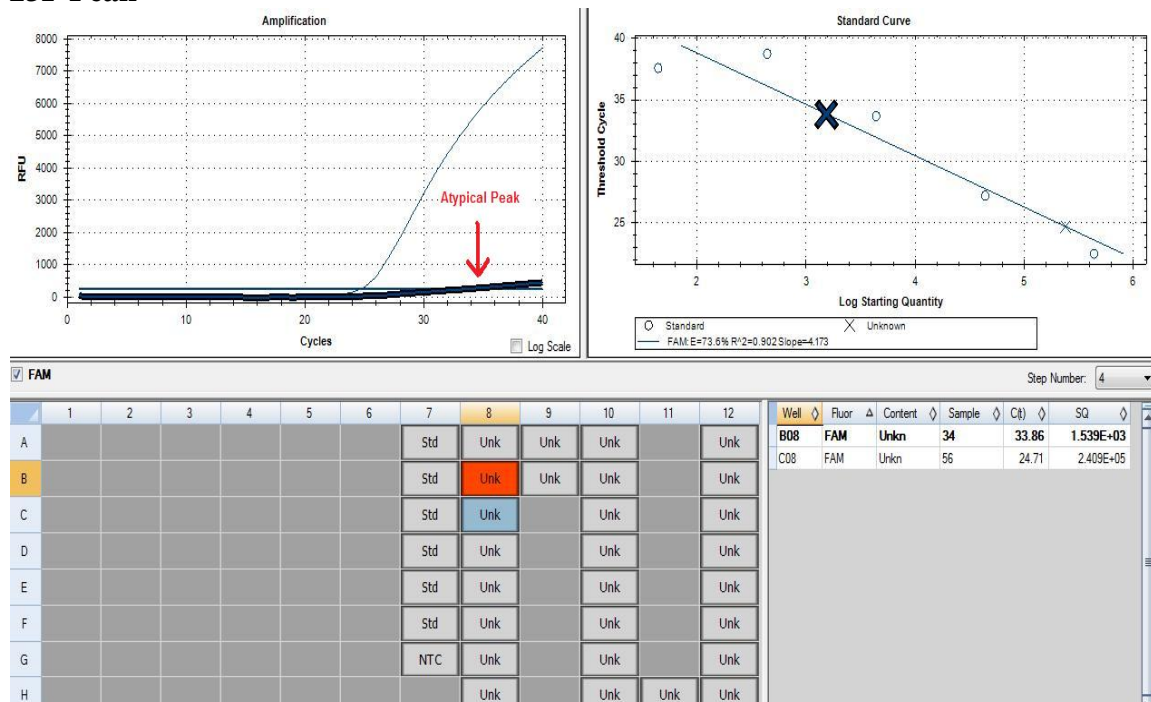 Amplification
8000
7000
6000
5000
4000
3000
2000
1000
0
RFU
Atypical Peak
0 10 20 30 40
Cycles
Log Scale
Standard Curve
40
35
30
25
Threshold Cycle
2 3 4 5 6
Log Starting Quantity
Standard Unknown
FAM: E=73.6% R^2=0.902 Slope=-4.173
FAM
Step Number: 4
1 2 3 4 5 6 7 8 9 10 11 12
A Std Unk Unk Unk Unk
B Std Unk Unk Unk Unk
C Std Unk Unk Unk
D Std Unk Unk Unk
E Std Unk Unk Unk
F Std Unk Unk Unk
G NTC Unk Unk Unk
H Unk Unk Unk Unk
Well Fluor Content Sample C(t) SQ
B08 FAM Unkn 34 33.86 1.539E+03
C08 FAM Unkn 56 24.71 2.409E+05